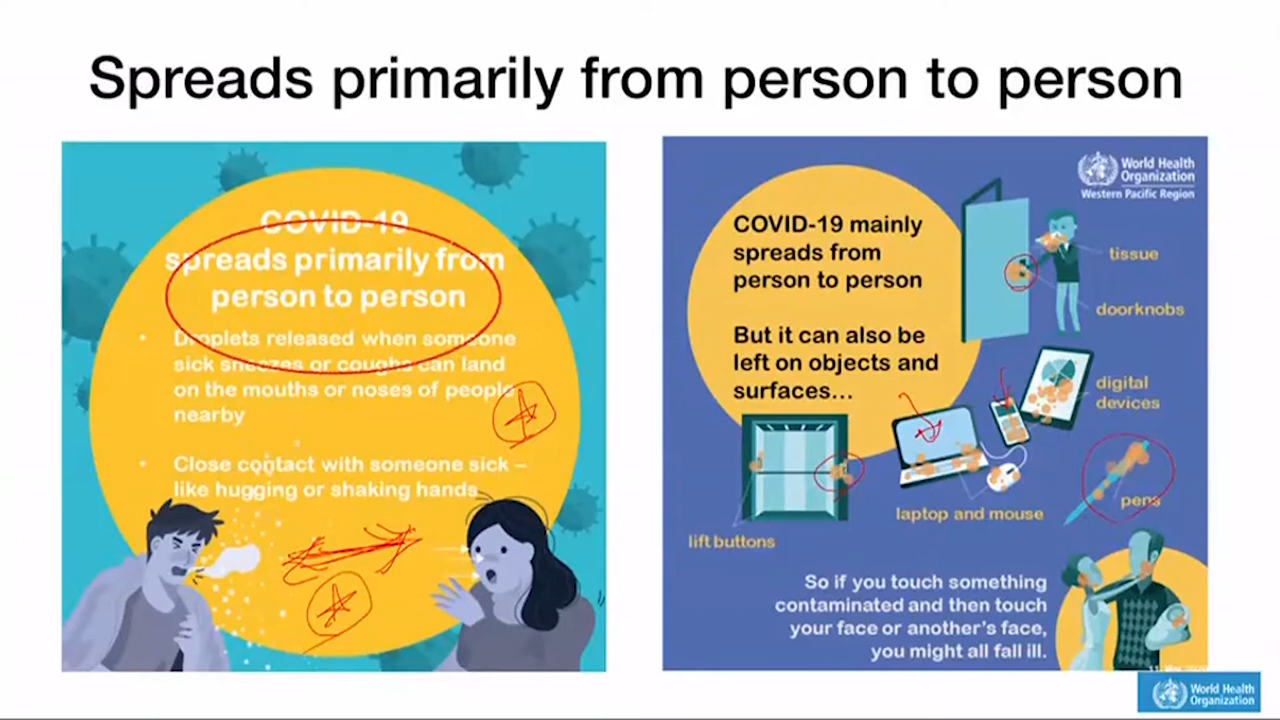 Spreads primarily from person to person
COVID-19
spreads primarily from
person to person
• Droplets released when someone
sick sneezes or coughs can land
on the mouths or noses of people
nearby
• Close contact with someone sick –
like hugging or shaking hands
World Health
Organization
Western Pacific Region
COVID-19 mainly
spreads from
person to person
But it can also be
left on objects and
surfaces...
tissue
doorknobs
digital
devices
pens
laptop and mouse
lift buttons
So if you touch something
contaminated and then touch
your face or another's face,
you might all fall ill.
World Health
Organization